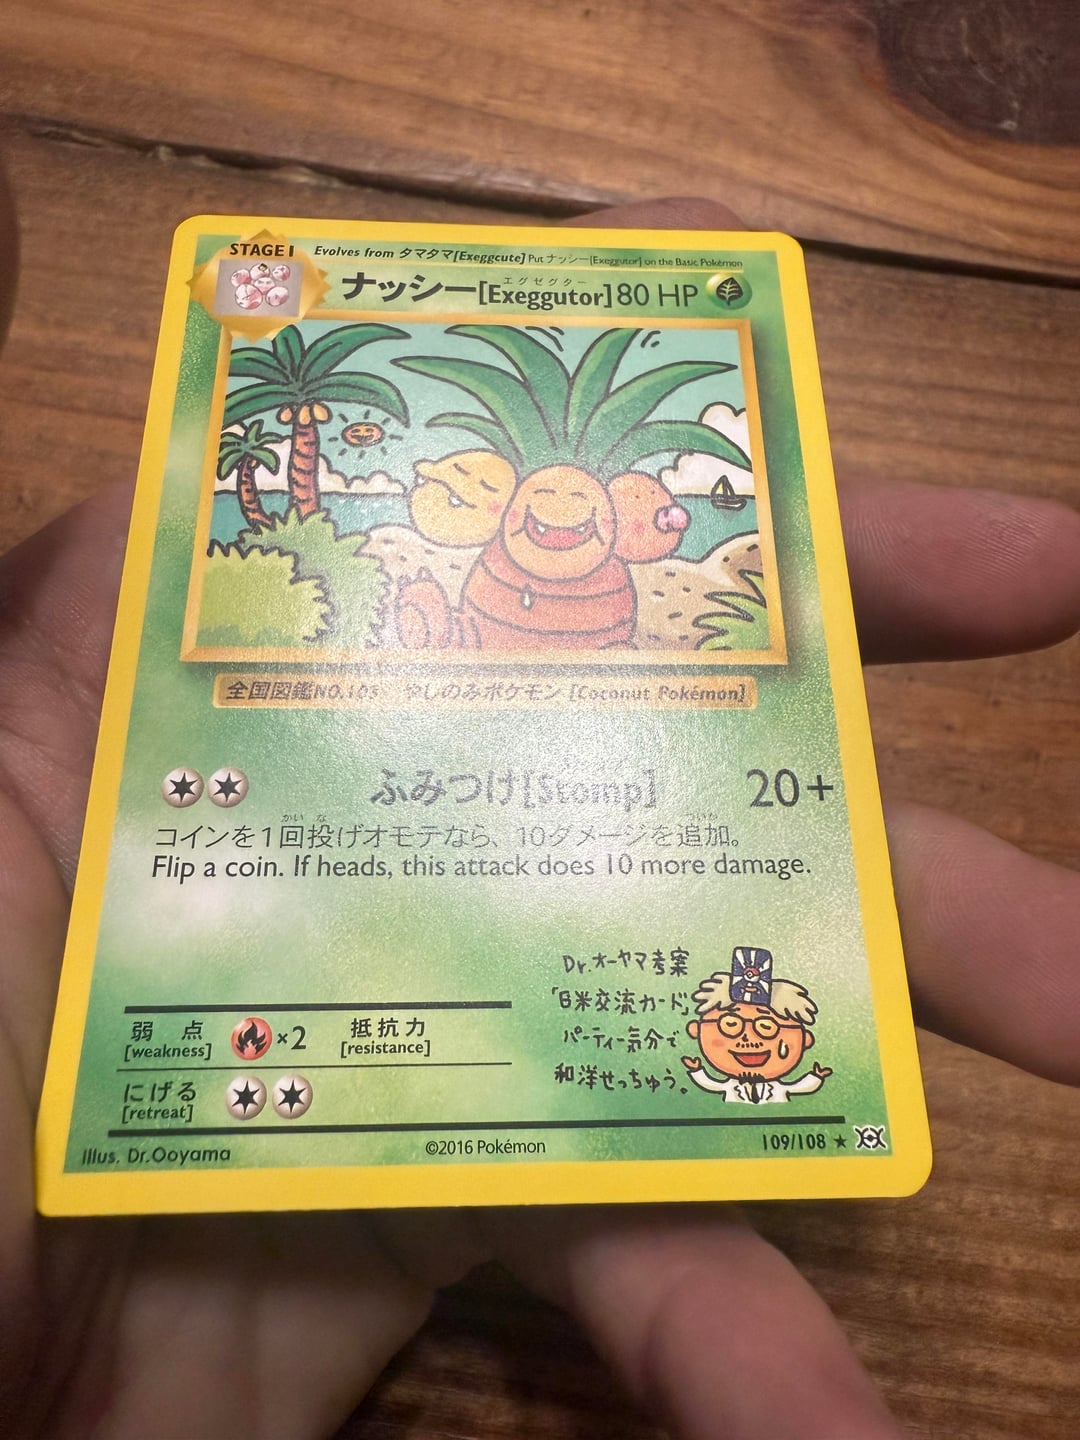 STAGE 1
Evolves from タマタマ[Exeggcute] Put ナッシー[Exeggutor] on the Basic Pokémon
エグゼグター
ナッシー[Exeggutor] 80 HP
全国図鑑NO.103 やしのみポケモン [Coconut Pokémon]
ふみつけ[Stomp] 20+
かい な ついか
コインを1回投げオモテなら、10ダメージを追加。
Flip a coin. If heads, this attack does 10 more damage.
Dr.オーヤマ考案
「日米交流カード」
パーティー気分で
和洋せっちゅう。
弱点 ×2 抵抗力
[weakness] [resistance]
にげる
[retreat]
Illus. Dr.Ooyama ©2016 Pokémon 109/108 ★